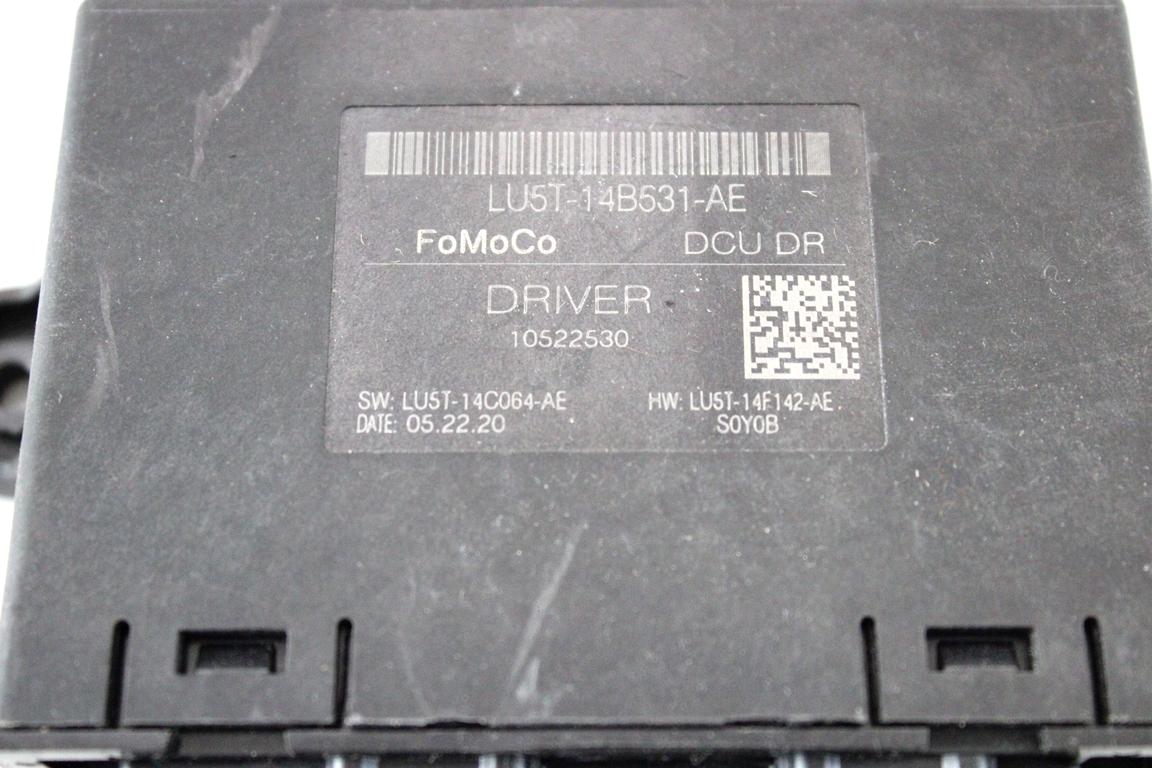 LU5T-14B531-AE
FoMoCo DCU DR
DRIVER
10522530
SW: LU5T-14C064-AE HW: LU5T-14F142-AE
DATE: 05.22.20 S0Y0B